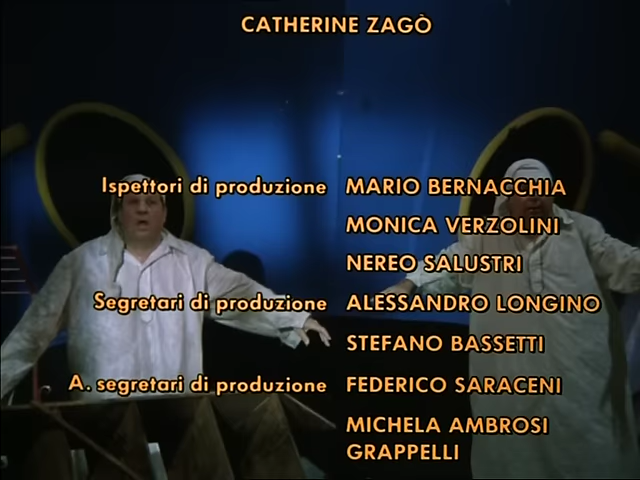 CATHERINE ZAGÒ
Ispettori di produzione MARIO BERNACCHIA
MONICA VERZOLINI
NEREO SALUSTRI
Segretari di produzione ALESSANDRO LONGINO
STEFANO BASSETTI
A. segretari di produzione FEDERICO SARACENI
MICHELA AMBROSI
GRAPPELLI